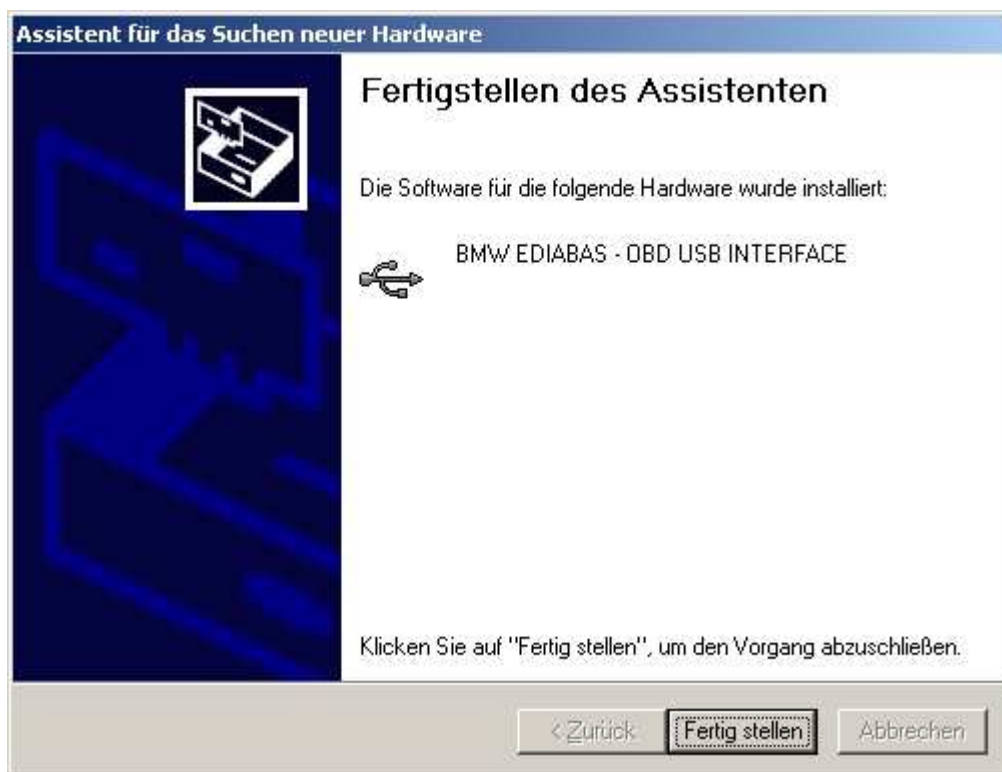 Assistent für das Suchen neuer Hardware
Fertigstellen des Assistenten
Die Software für die folgende Hardware wurde installiert:
BMW EDIABAS - OBD USB INTERFACE
Klicken Sie auf "Fertig stellen", um den Vorgang abzuschließen.
< Zurück Fertig stellen Abbrechen